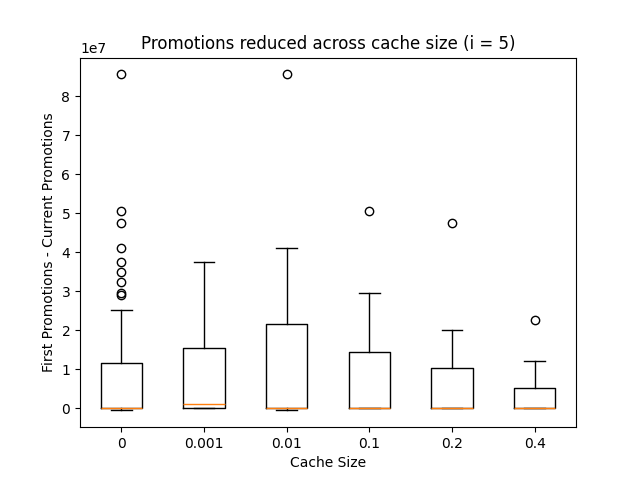 Promotions reduced across cache size (i = 5)
1e7
8
7
6
5
4
3
2
1
0
First Promotions - Current Promotions
0 0.001 0.01 0.1 0.2 0.4
Cache Size